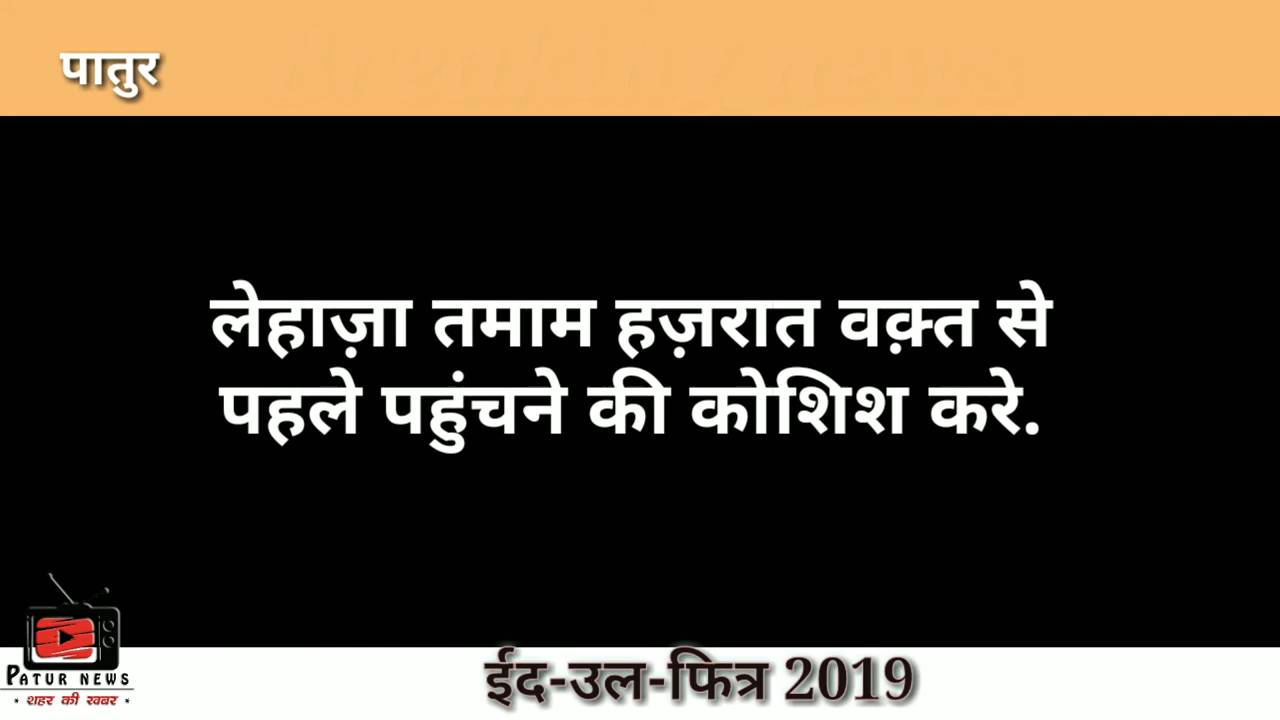 पातुर
लेहाज़ा तमाम हज़रात वक़्त से
पहले पहुंचने की कोशिश करे.
PATUR NEWS
शहर की खबर
ईद-उल-फित्र 2019